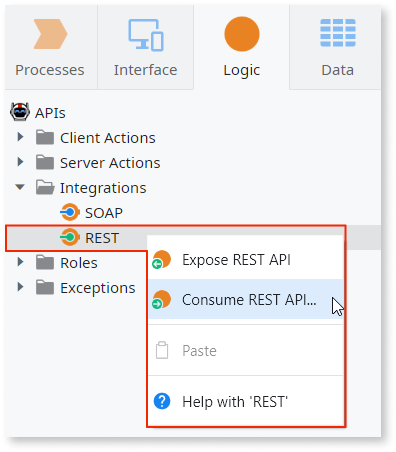 Processes
Interface
Logic
Data
APIs
Client Actions
Server Actions
Integrations
SOAP
REST
Expose REST API
Roles
Consume REST API...
Exceptions
Paste
Help with 'REST'